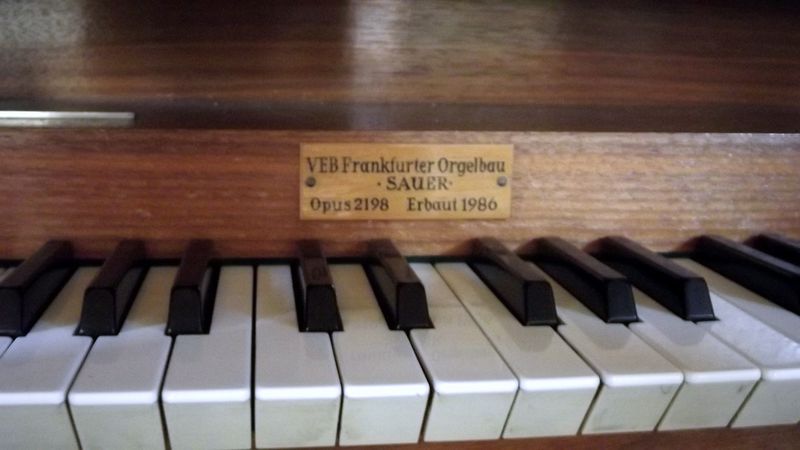 VEB Frankfurter Orgelbau
· SAUER ·
Opus 2198 Erbaut 1986